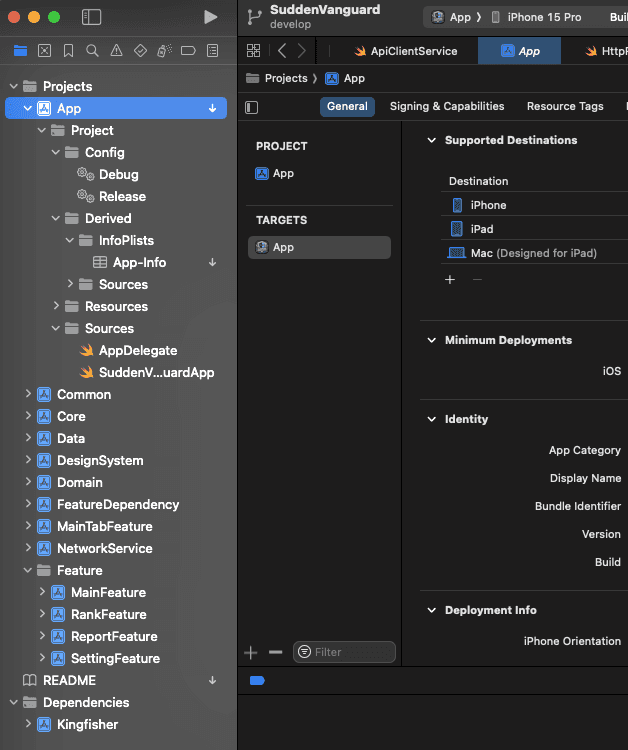 SuddenVanguard
develop
App
iPhone 15 Pro
Buil
ApiClientService
App
HttpR
Projects
App
General
Signing & Capabilities
Resource Tags
Projects
App
Project
Config
Debug
Release
Derived
InfoPlists
App-Info
Sources
Resources
Sources
AppDelegate
SuddenV...uardApp
Common
Core
Data
DesignSystem
Domain
FeatureDependency
MainTabFeature
NetworkService
Feature
MainFeature
RankFeature
ReportFeature
SettingFeature
README
Dependencies
Kingfisher
PROJECT
App
TARGETS
App
Filter
Supported Destinations
Destination
iPhone
iPad
Mac (Designed for iPad)
Minimum Deployments
iOS
Identity
App Category
Display Name
Bundle Identifier
Version
Build
Deployment Info
iPhone Orientation